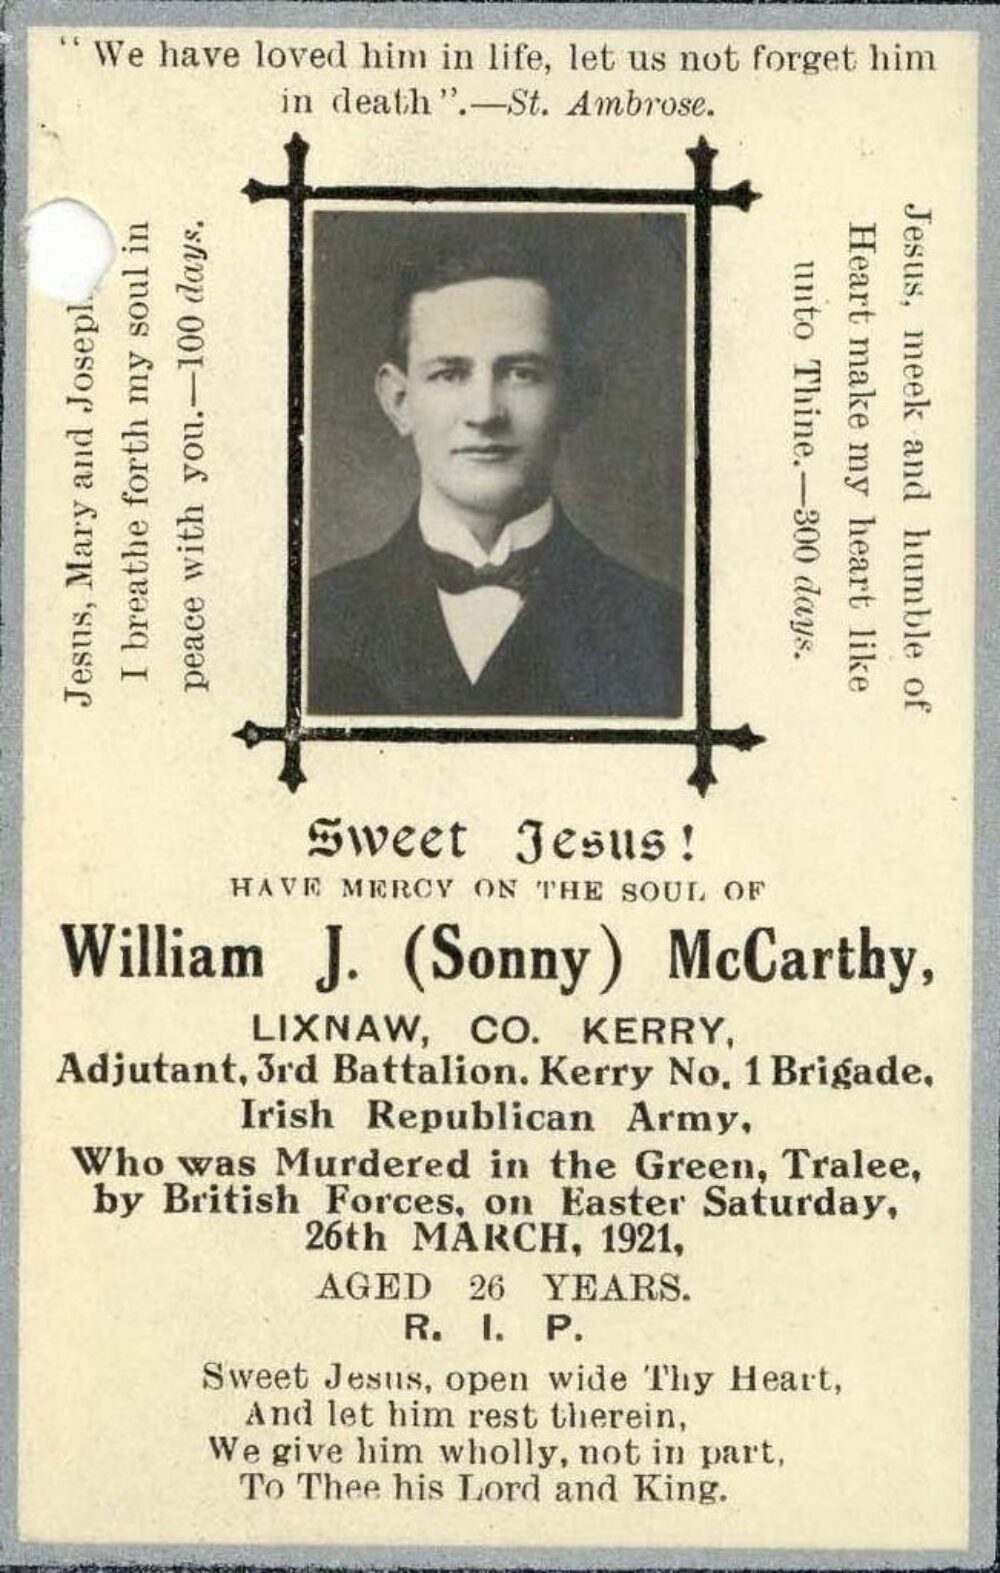 “ We have loved him in life, let us not forget him
in death”.—St. Ambrose.
Jesus, Mary and Joseph
I breathe forth my soul in
peace with you.—100 days.
Jesus, meek and humble of
Heart make my heart like
unto Thine.—300 days.
Sweet Jesus!
HAVE MERCY ON THE SOUL OF
William J. (Sonny) McCarthy,
LIXNAW, CO. KERRY,
Adjutant, 3rd Battalion. Kerry No. 1 Brigade,
Irish Republican Army,
Who was Murdered in the Green, Tralee,
by British Forces, on Easter Saturday,
26th MARCH, 1921,
AGED 26 YEARS.
R. I. P.
Sweet Jesus, open wide Thy Heart,
And let him rest therein,
We give him wholly, not in part,
To Thee his Lord and King.